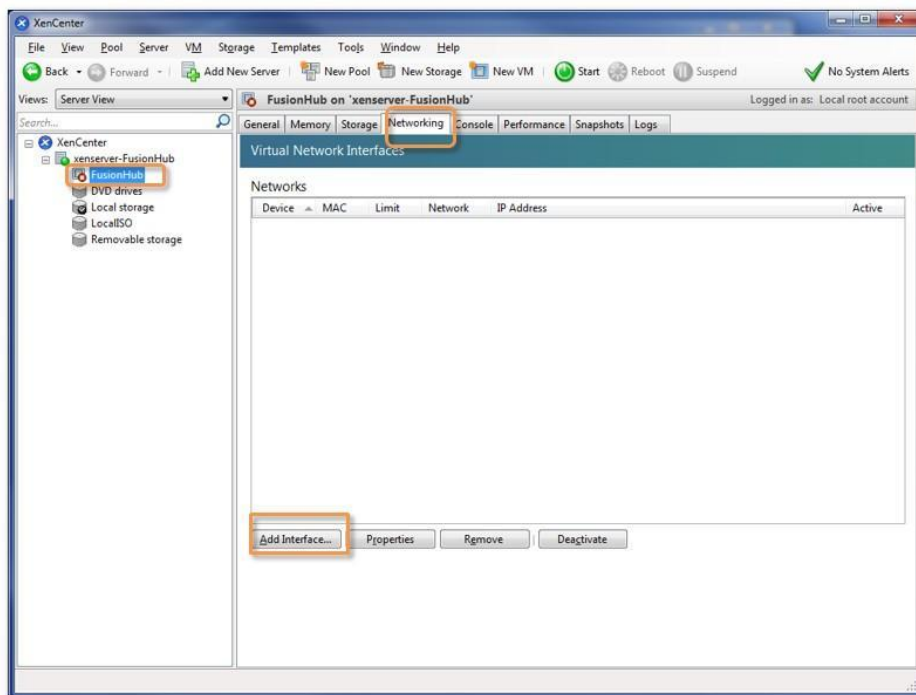 XenCenter
File View Pool Server VM Storage Templates Tools Window Help
Back Forward Add New Server New Pool New Storage New VM Start Reboot Suspend No System Alerts
Views: Server View FusionHub on 'xenserver-FusionHub' Logged in as: Local root account
Search... General Memory Storage Networking Console Performance Snapshots Logs
XenCenter
Virtual Network Interfaces
xenserver-FusionHub
FusionHub
DVD drives
Local storage
LocalISO
Removable storage
Networks
Device MAC Limit Network IP Address Active
Add Interface... Properties Remove Deactivate